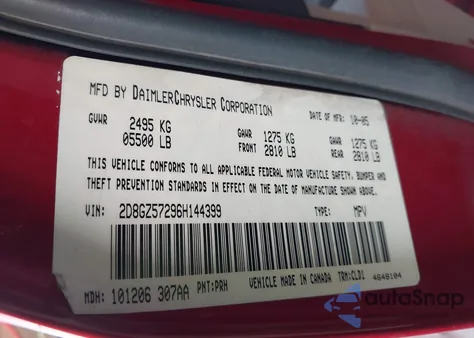 MFD BY DAIMLERCHRYSLER CORPORATION
DATE OF MFR: 10-05
GVWR 2495 KG 05500 LB
GAWR FRONT 1275 KG 2810 LB
GAWR REAR 1275 KG 2810 LB
THIS VEHICLE CONFORMS TO ALL APPLICABLE FEDERAL MOTOR VEHICLE SAFETY, BUMPER AND
THEFT PREVENTION STANDARDS IN EFFECT ON THE DATE OF MANUFACTURE SHOWN ABOVE.
VIN: 2D8GZ57296H144399 TYPE: MPV
MDH: 101206 307AA PNT:PRH VEHICLE MADE IN CANADA TRM:CLD1 4648104
autoSnap